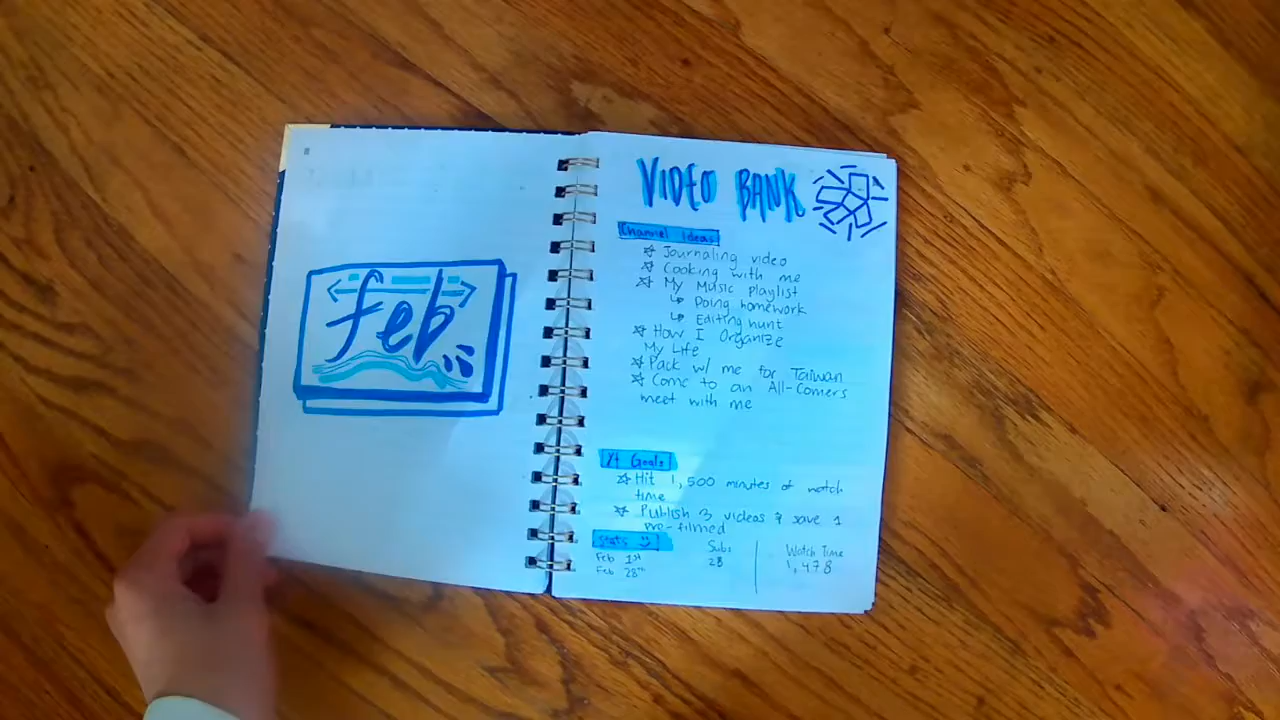 feb
VIDEO BANK
Channel Ideas
Journaling video
Cooking with me
My Music playlist
Doing homework
Editing hunt
How I Organize
My Life
Pack w/ me for Taiwan
Come to an All-Comers
meet with me
Yt Goals
Hit 1,500 minutes of watch
time
Publish 3 videos & save 1
pre-filmed
Stats
Subs
Watch Time
Feb 1st 28 1,478
Feb 28th